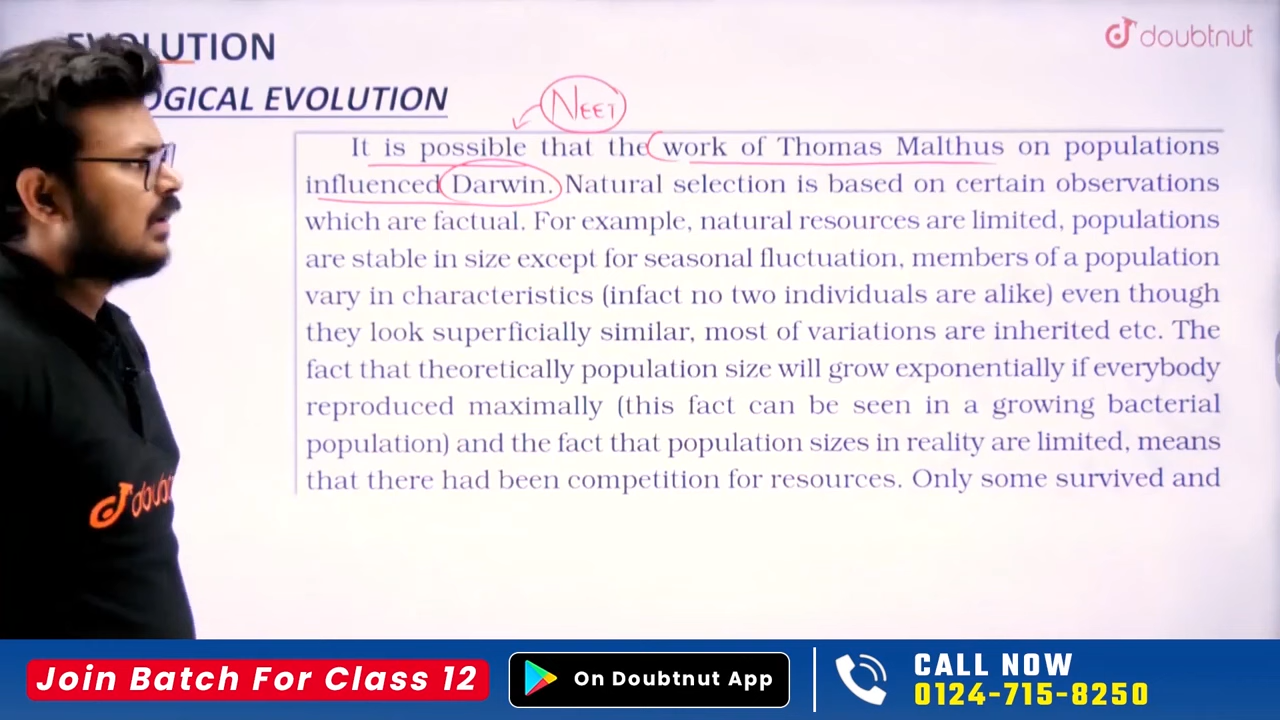 EVOLUTION
doubtnut
OGICAL EVOLUTION
NEET
It is possible that the work of Thomas Malthus on populations
influenced Darwin. Natural selection is based on certain observations
which are factual. For example, natural resources are limited, populations
are stable in size except for seasonal fluctuation, members of a population
vary in characteristics (infact no two individuals are alike) even though
they look superficially similar, most of variations are inherited etc. The
fact that theoretically population size will grow exponentially if everybody
reproduced maximally (this fact can be seen in a growing bacterial
population) and the fact that population sizes in reality are limited, means
that there had been competition for resources. Only some survived and
doubt
Join Batch For Class 12
On Doubtnut App
CALL NOW
0124-715-8250